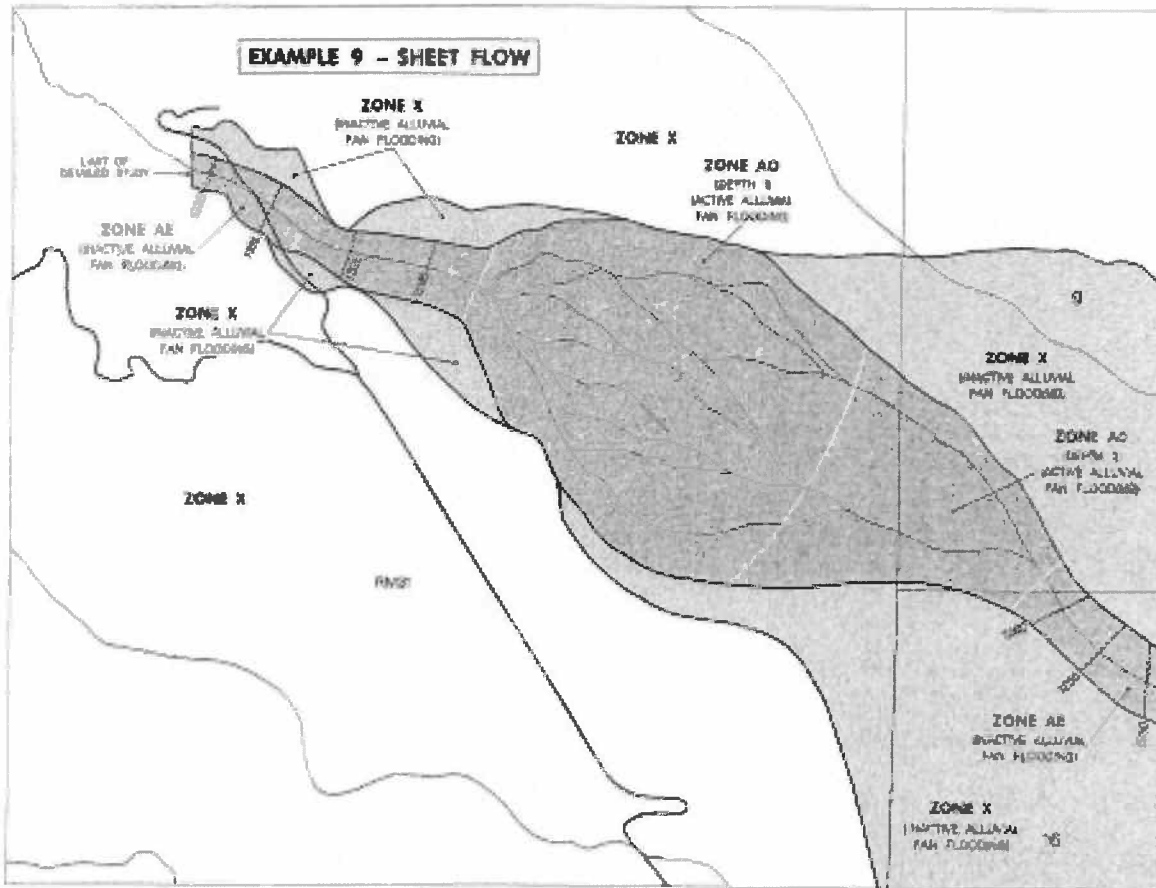 EXAMPLE 9 – SHEET FLOW
ZONE X
(INACTIVE ALLUVIAL
FAN FLOODING)
ZONE X
ZONE AO
(DEPTH
(ACTIVE ALLUVIAL
FAN FLOODING)
LIMIT OF
DETAILED STUDY
ZONE AE
(INACTIVE ALLUVIAL
FAN FLOODING)
ZONE X
(INACTIVE ALLUVIAL
FAN FLOODING)
ZONE X
(INACTIVE ALLUVIAL
FAN FLOODING)
ZONE AO
(DEPTH
(ACTIVE ALLUVIAL
FAN FLOODING)
ZONE X
ZONE AE
(INACTIVE ALLUVIAL
FAN FLOODING)
ZONE X
(INACTIVE ALLUVIAL
FAN FLOODING)